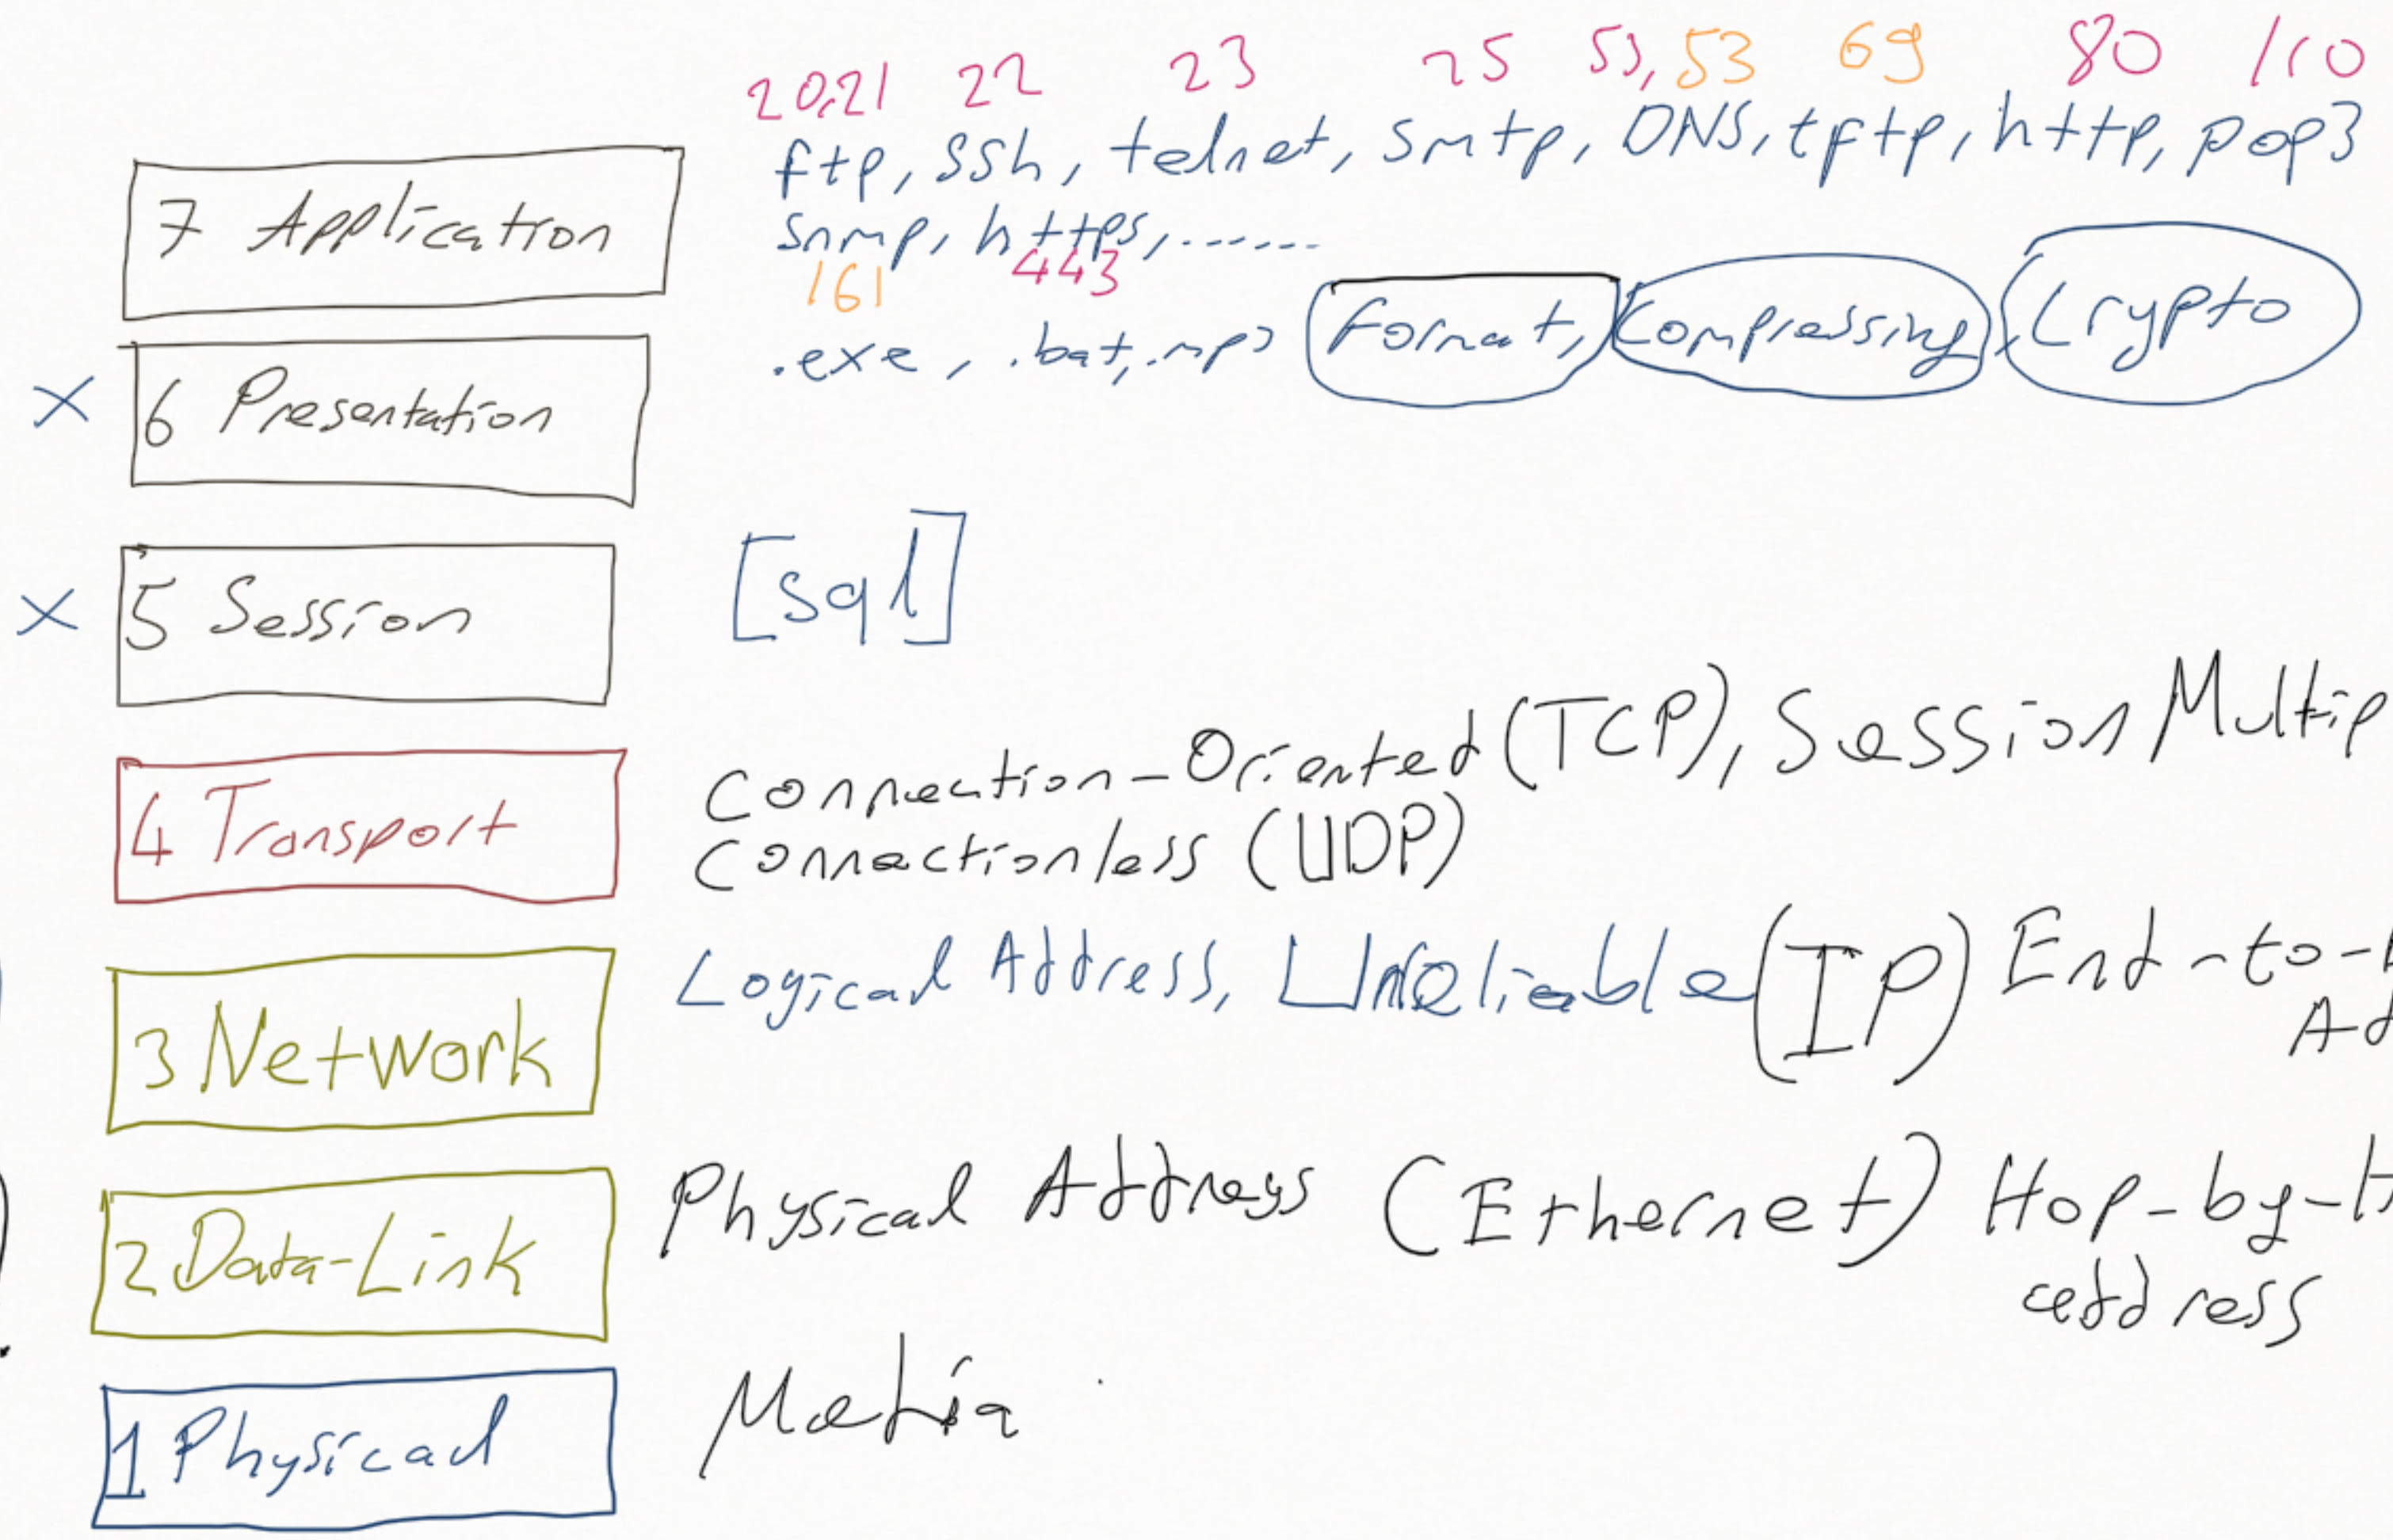 20,21 22 23 25 53, 53 69 80 110
ftp, ssh, telnet, smtp, DNS, tftp, http, pop3
7 Application
snmp, https, .......
161 443
.exe, .bat, .mp3 Format, Compressing, Crypto
x 6 Presentation
x 5 Session [sql]
Connection-Oriented (TCP), Session Multip
4 Transport
Connectionless (UDP)
Logical Address, Unreliable (IP) End-to-
Ad
3 Network
Physical Address (Ethernet) Hop-by-H
2 Data-Link
address
Media
1 Physical